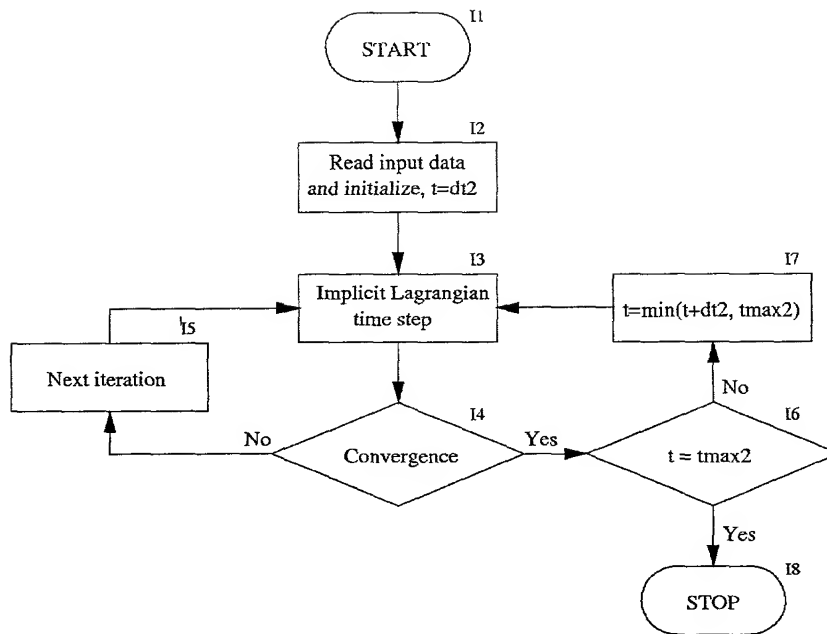 I1
START
I2
Read input data
and initialize, t=dt2
I3
Implicit Lagrangian
time step
I7
t=min(t+dt2, tmax2)
I5
Next iteration
I4
No
Convergence
Yes
No
I6
t = tmax2
Yes
I8
STOP